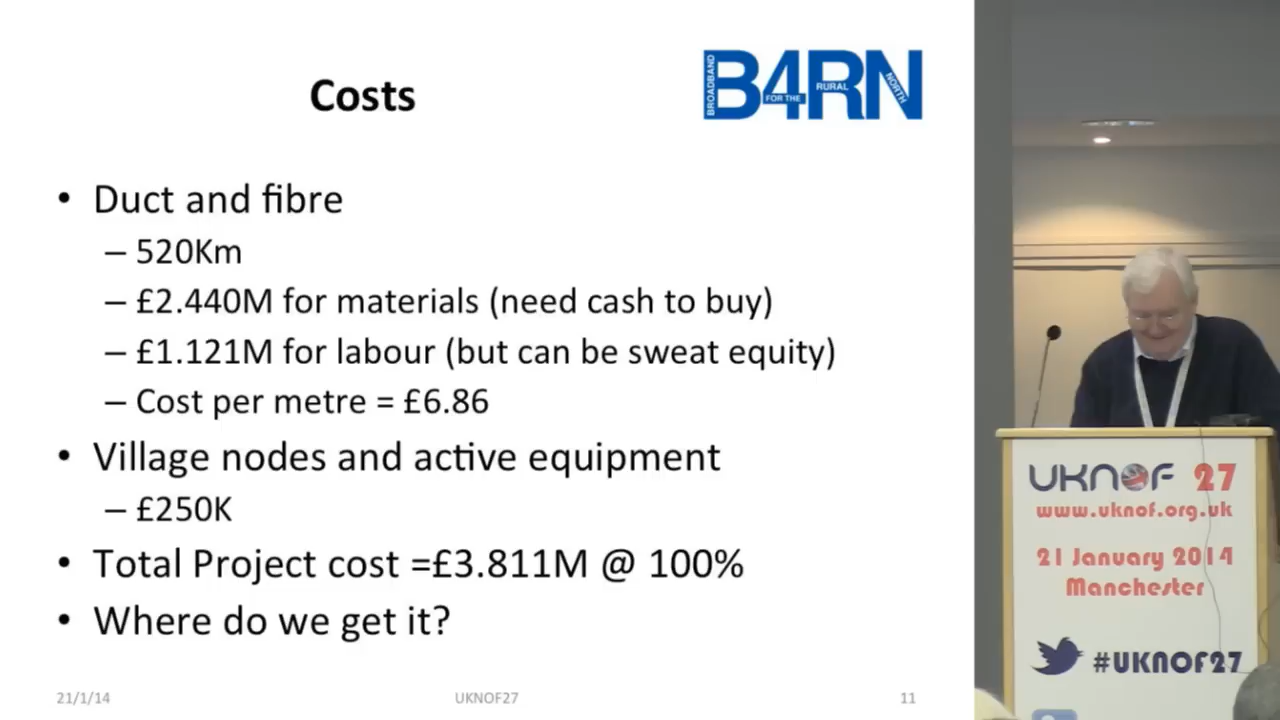 Costs
BROADBAND
B4RN
FOR THE
RURAL
NORTH
• Duct and fibre
– 520Km
– £2.440M for materials (need cash to buy)
– £1.121M for labour (but can be sweat equity)
– Cost per metre = £6.86
• Village nodes and active equipment
– £250K
• Total Project cost =£3.811M @ 100%
• Where do we get it?
21/1/14
UKNOF27
11
UKNOF 27
www.uknof.org.uk
21 January 2014
Manchester
#UKNOF27